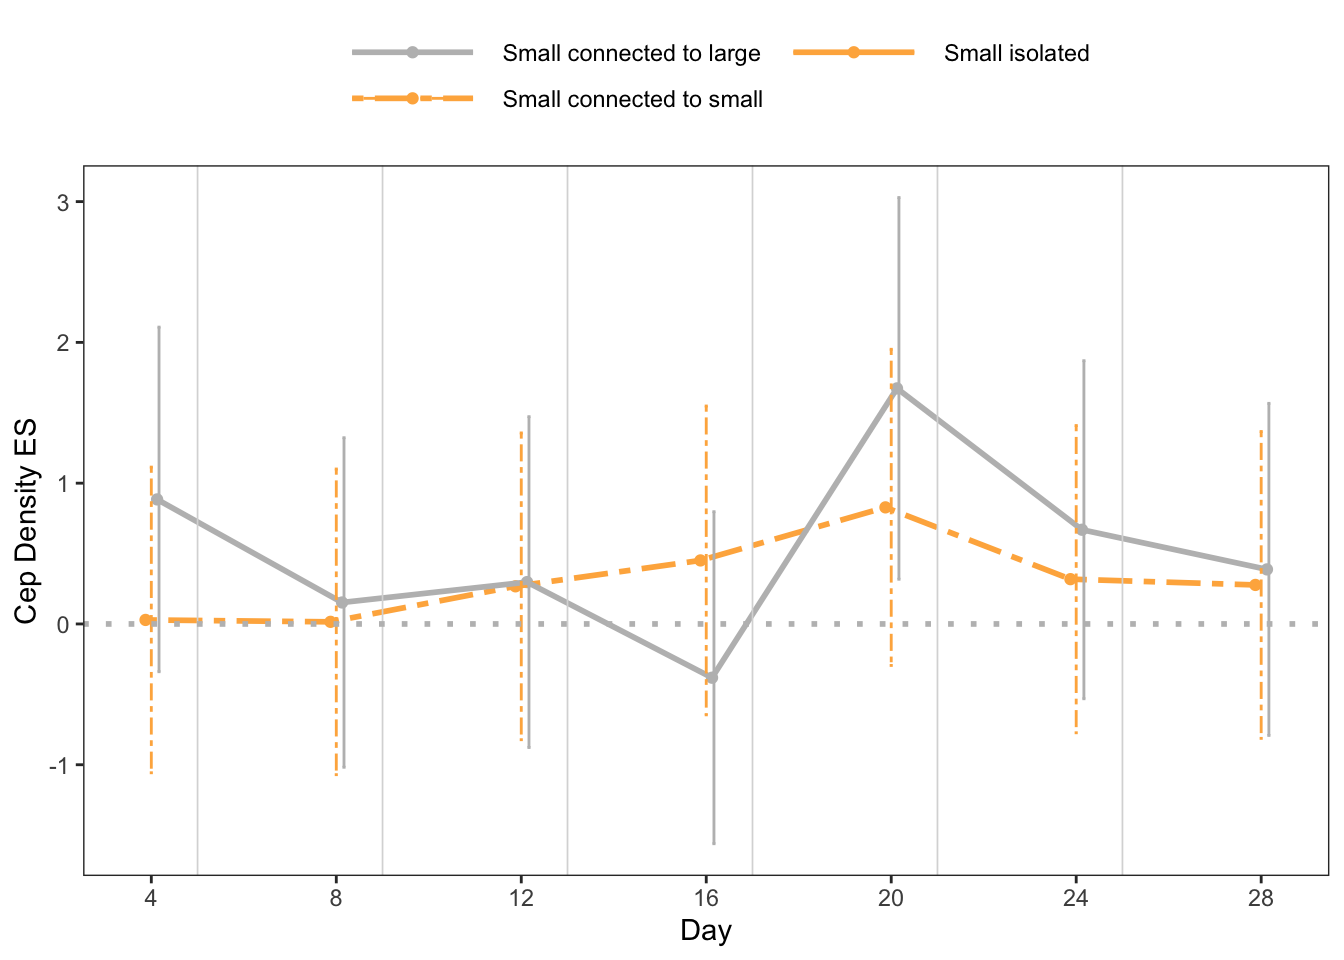 Small connected to large
Small isolated
Small connected to small
Cep Density ES
3
2
1
0
-1
4 8 12 16 20 24 28
Day